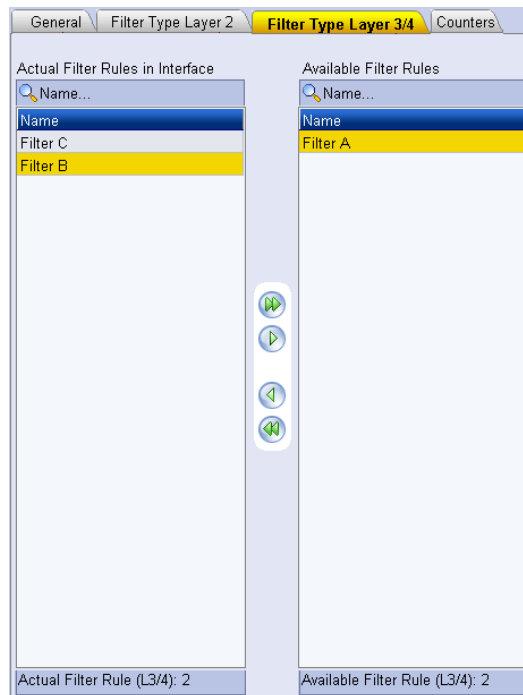 General
Filter Type Layer 2
Filter Type Layer 3/4
Counters
Actual Filter Rules in Interface
Name...
Name
Filter C
Filter B
Actual Filter Rule (L3/4): 2
Available Filter Rules
Name...
Name
Filter A
Available Filter Rule (L3/4): 2